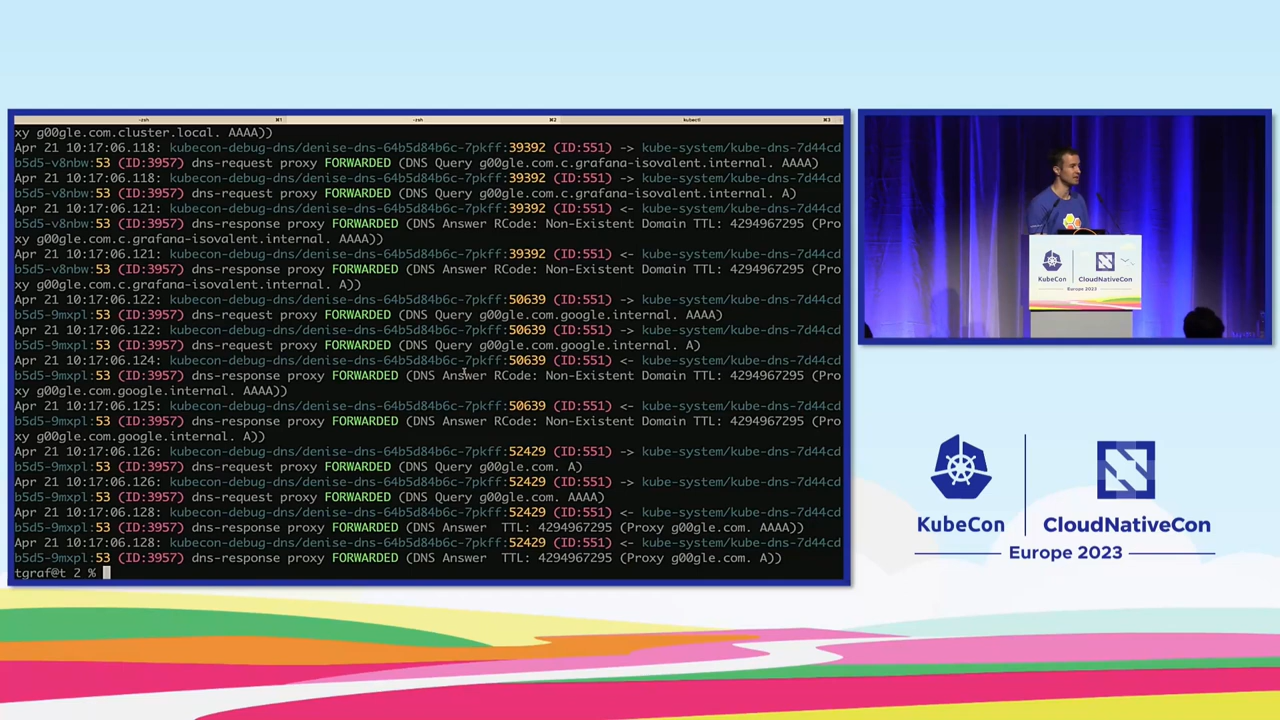 -zsh ⌘1 -zsh ⌘2 kubectl ⌘3
xy g00gle.com.cluster.local. AAAA))
Apr 21 10:17:06.118: kubecon-debug-dns/denise-dns-64b5d84b6c-7pkff:39392 (ID:551) -> kube-system/kube-dns-7d44cd
b5d5-v8nbw:53 (ID:3957) dns-request proxy FORWARDED (DNS Query g00gle.com.c.grafana-isovalent.internal. AAAA)
Apr 21 10:17:06.118: kubecon-debug-dns/denise-dns-64b5d84b6c-7pkff:39392 (ID:551) -> kube-system/kube-dns-7d44cd
b5d5-v8nbw:53 (ID:3957) dns-request proxy FORWARDED (DNS Query g00gle.com.c.grafana-isovalent.internal. A)
Apr 21 10:17:06.121: kubecon-debug-dns/denise-dns-64b5d84b6c-7pkff:39392 (ID:551) <- kube-system/kube-dns-7d44cd
b5d5-v8nbw:53 (ID:3957) dns-response proxy FORWARDED (DNS Answer RCode: Non-Existent Domain TTL: 4294967295 (Pro
xy g00gle.com.c.grafana-isovalent.internal. AAAA))
Apr 21 10:17:06.121: kubecon-debug-dns/denise-dns-64b5d84b6c-7pkff:39392 (ID:551) <- kube-system/kube-dns-7d44cd
b5d5-v8nbw:53 (ID:3957) dns-response proxy FORWARDED (DNS Answer RCode: Non-Existent Domain TTL: 4294967295 (Pro
xy g00gle.com.c.grafana-isovalent.internal. A))
Apr 21 10:17:06.122: kubecon-debug-dns/denise-dns-64b5d84b6c-7pkff:50639 (ID:551) -> kube-system/kube-dns-7d44cd
b5d5-9mxpl:53 (ID:3957) dns-request proxy FORWARDED (DNS Query g00gle.com.google.internal. AAAA)
Apr 21 10:17:06.122: kubecon-debug-dns/denise-dns-64b5d84b6c-7pkff:50639 (ID:551) -> kube-system/kube-dns-7d44cd
b5d5-9mxpl:53 (ID:3957) dns-request proxy FORWARDED (DNS Query g00gle.com.google.internal. A)
Apr 21 10:17:06.124: kubecon-debug-dns/denise-dns-64b5d84b6c-7pkff:50639 (ID:551) <- kube-system/kube-dns-7d44cd
b5d5-9mxpl:53 (ID:3957) dns-response proxy FORWARDED (DNS Answer RCode: Non-Existent Domain TTL: 4294967295 (Pro
xy g00gle.com.google.internal. AAAA))
Apr 21 10:17:06.125: kubecon-debug-dns/denise-dns-64b5d84b6c-7pkff:50639 (ID:551) <- kube-system/kube-dns-7d44cd
b5d5-9mxpl:53 (ID:3957) dns-response proxy FORWARDED (DNS Answer RCode: Non-Existent Domain TTL: 4294967295 (Pro
xy g00gle.com.google.internal. A))
Apr 21 10:17:06.126: kubecon-debug-dns/denise-dns-64b5d84b6c-7pkff:52429 (ID:551) -> kube-system/kube-dns-7d44cd
b5d5-9mxpl:53 (ID:3957) dns-request proxy FORWARDED (DNS Query g00gle.com. A)
Apr 21 10:17:06.126: kubecon-debug-dns/denise-dns-64b5d84b6c-7pkff:52429 (ID:551) -> kube-system/kube-dns-7d44cd
b5d5-9mxpl:53 (ID:3957) dns-request proxy FORWARDED (DNS Query g00gle.com. AAAA)
Apr 21 10:17:06.128: kubecon-debug-dns/denise-dns-64b5d84b6c-7pkff:52429 (ID:551) <- kube-system/kube-dns-7d44cd
b5d5-9mxpl:53 (ID:3957) dns-response proxy FORWARDED (DNS Answer  TTL: 4294967295 (Proxy g00gle.com. AAAA))
Apr 21 10:17:06.128: kubecon-debug-dns/denise-dns-64b5d84b6c-7pkff:52429 (ID:551) <- kube-system/kube-dns-7d44cd
b5d5-9mxpl:53 (ID:3957) dns-response proxy FORWARDED (DNS Answer  TTL: 4294967295 (Proxy g00gle.com. A))
tgraf@t 2 %
KubeCon CloudNativeCon
Europe 2023
KubeCon CloudNativeCon
Europe 2023